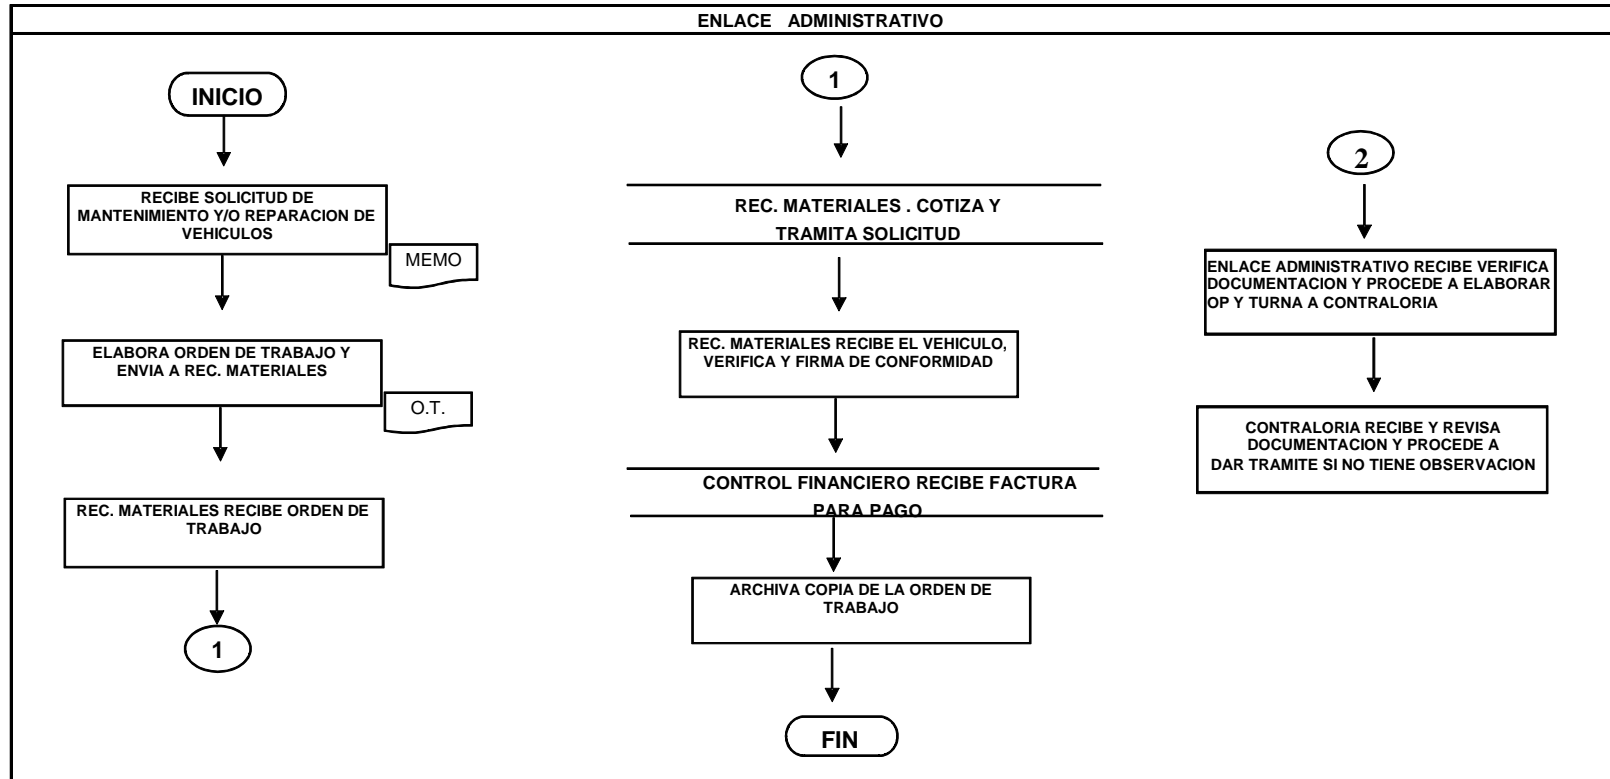 ENLACE ADMINISTRATIVO
INICIO
RECIBE SOLICITUD DE
MANTENIMIENTO Y/O REPARACION DE
VEHICULOS
MEMO
ELABORA ORDEN DE TRABAJO Y
ENVIA A REC. MATERIALES
O.T.
REC. MATERIALES RECIBE ORDEN DE
TRABAJO
1
1
REC. MATERIALES . COTIZA Y
TRAMITA SOLICITUD
REC. MATERIALES RECIBE EL VEHICULO,
VERIFICA Y FIRMA DE CONFORMIDAD
CONTROL FINANCIERO RECIBE FACTURA
PARA PAGO
ARCHIVA COPIA DE LA ORDEN DE
TRABAJO
FIN
2
ENLACE ADMINISTRATIVO RECIBE VERIFICA
DOCUMENTACION Y PROCEDE A ELABORAR
OP Y TURNA A CONTRALORIA
CONTRALORIA RECIBE Y REVISA
DOCUMENTACION Y PROCEDE A
DAR TRAMITE SI NO TIENE OBSERVACION